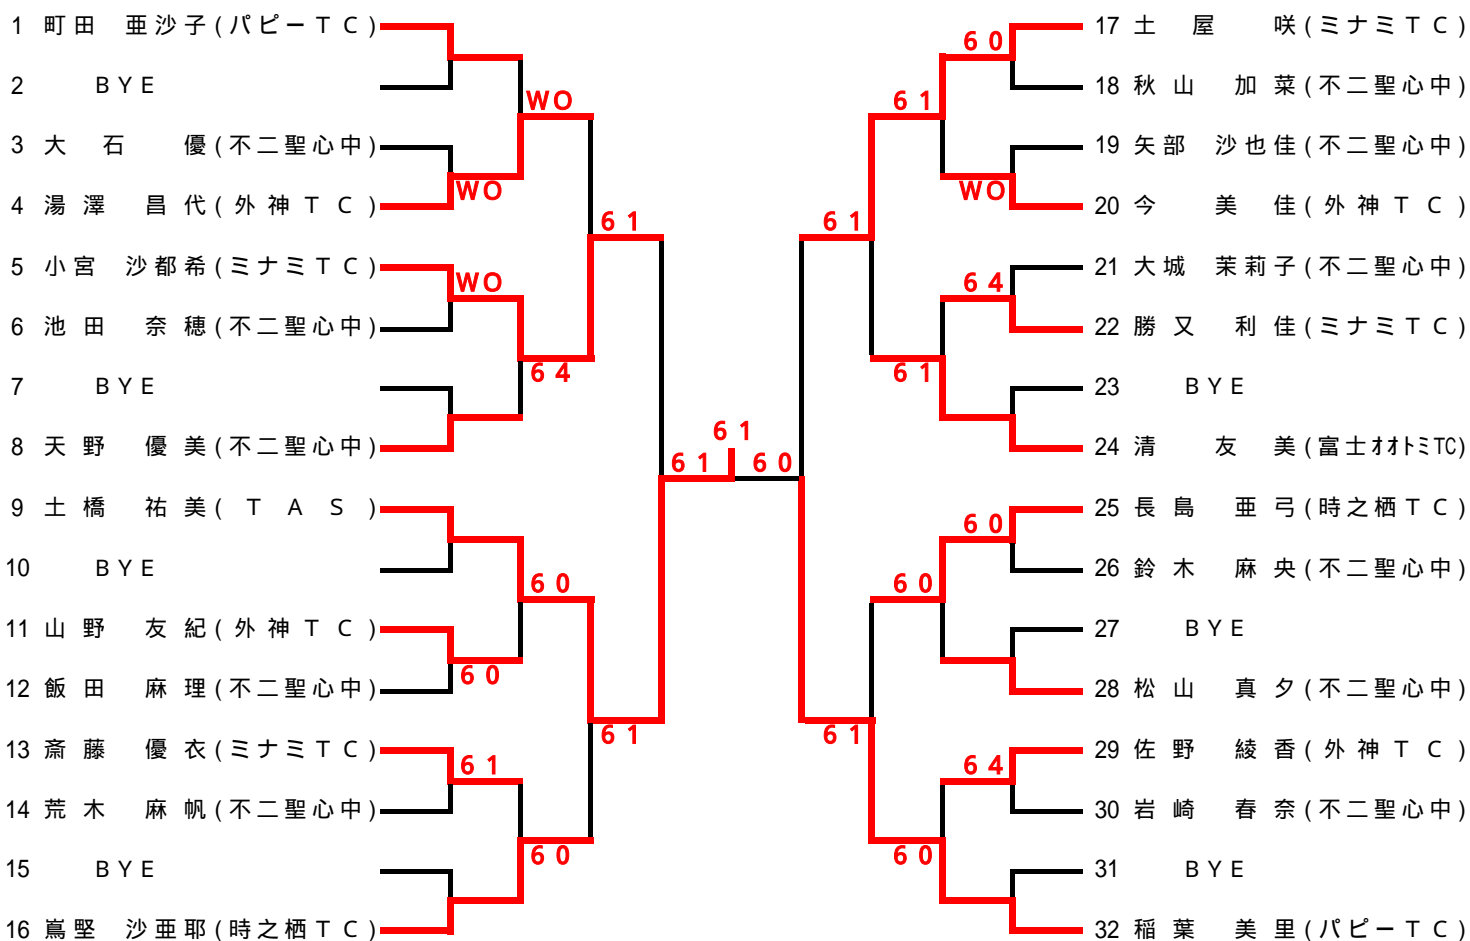 1 町田 亜沙子(パピーTC)
2 BYE
WO
3 大石 優(不二聖心中)
WO
4 湯澤 昌代(外神TC)
61
5 小宮 沙都希(ミナミTC)
WO
6 池田 奈穂(不二聖心中)
64
7 BYE
8 天野 優美(不二聖心中)
61
61 60
9 土橋 祐美(TAS)
10 BYE
60
11 山野 友紀(外神TC)
60
12 飯田 麻理(不二聖心中)
61
13 斎藤 優衣(ミナミTC)
61
14 荒木 麻帆(不二聖心中)
60
15 BYE
16 嶌堅 沙亜耶(時之栖TC)
17 土屋 咲(ミナミTC)
60
18 秋山 加菜(不二聖心中)
61
19 矢部 沙也佳(不二聖心中)
WO
20 今 美佳(外神TC)
61
21 大城 茉莉子(不二聖心中)
64
22 勝又 利佳(ミナミTC)
61
23 BYE
24 清 友美(富士オオトミTC)
25 長島 亜弓(時之栖TC)
60
26 鈴木 麻央(不二聖心中)
60
27 BYE
28 松山 真夕(不二聖心中)
61
29 佐野 綾香(外神TC)
64
30 岩崎 春奈(不二聖心中)
60
31 BYE
32 稲葉 美里(パピーTC)